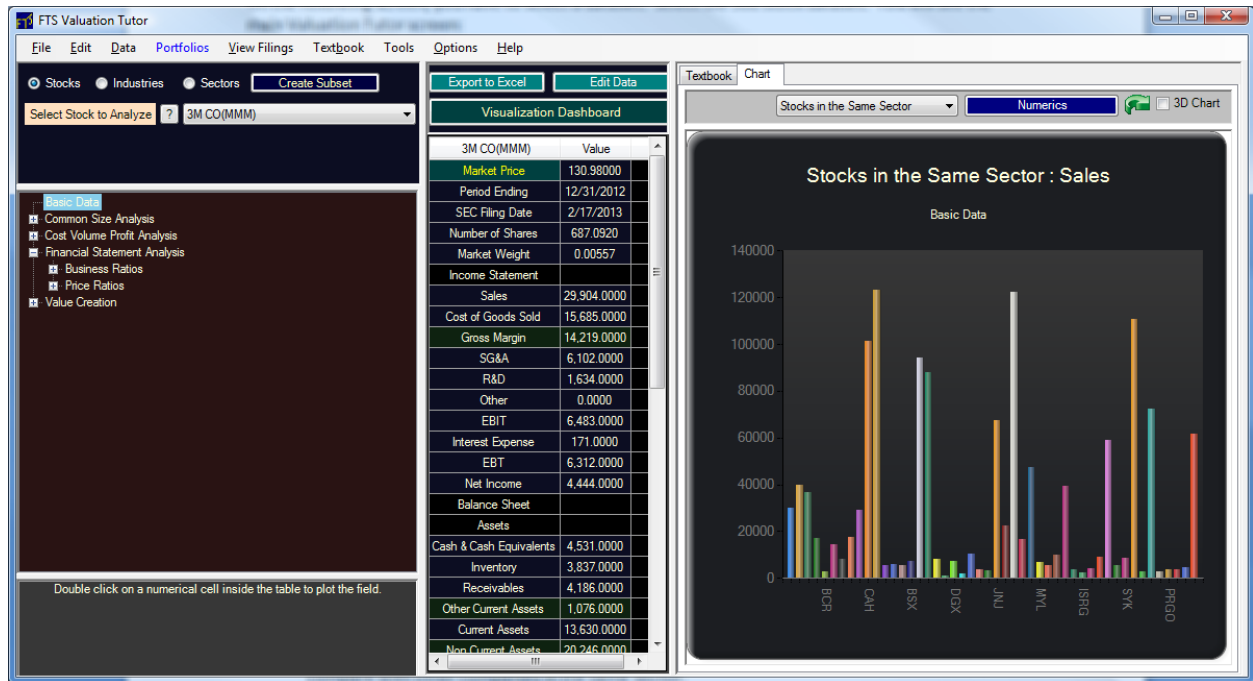 FTS Valuation Tutor
File Edit Data Portfolios View Filings Textbook Tools Options Help
Stocks Industries Sectors Create Subset
Select Stock to Analyze ? 3M CO(MMM)
Basic Data
Common Size Analysis
Cost Volume Profit Analysis
Financial Statement Analysis
Business Ratios
Price Ratios
Value Creation
Double click on a numerical cell inside the table to plot the field.
Export to Excel Edit Data
Visualization Dashboard
3M CO(MMM) Value
Market Price 130.98000
Period Ending 12/31/2012
SEC Filing Date 2/17/2013
Number of Shares 687.0920
Market Weight 0.00557
Income Statement
Sales 29,904.0000
Cost of Goods Sold 15,685.0000
Gross Margin 14,219.0000
SG&A 6,102.0000
R&D 1,634.0000
Other 0.0000
EBIT 6,483.0000
Interest Expense 171.0000
EBT 6,312.0000
Net Income 4,444.0000
Balance Sheet
Assets
Cash & Cash Equivalents 4,531.0000
Inventory 3,837.0000
Receivables 4,186.0000
Other Current Assets 1,076.0000
Current Assets 13,630.0000
Non Current Assets 20,246.0000
Textbook Chart
Stocks in the Same Sector Numerics 3D Chart
Stocks in the Same Sector : Sales
Basic Data
140000
120000
100000
80000
60000
40000
20000
0
BCR CAH BSX DGX JNJ MYL ISRG SYK PRGO